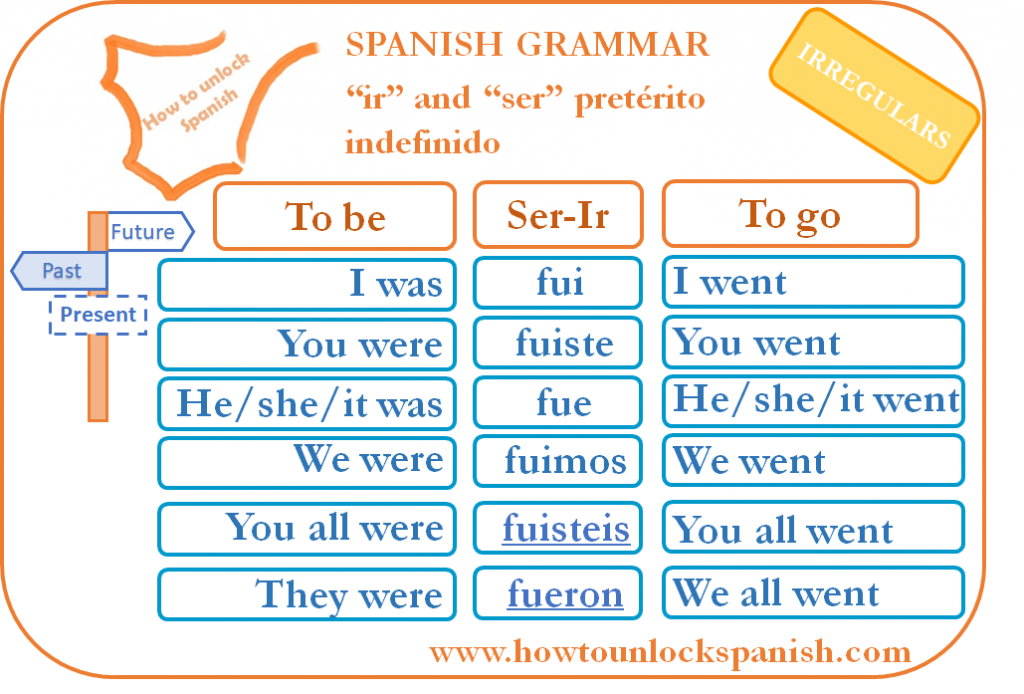 How to unlock
Spanish
SPANISH GRAMMAR
“ir” and “ser” pretérito
indefinido
IRREGULARS
Future
Past
Present
To be Ser-Ir To go
I was fui I went
You were fuiste You went
He/she/it was fue He/she/it went
We were fuimos We went
You all were fuisteis You all went
They were fueron We all went
www.howtounlockspanish.com